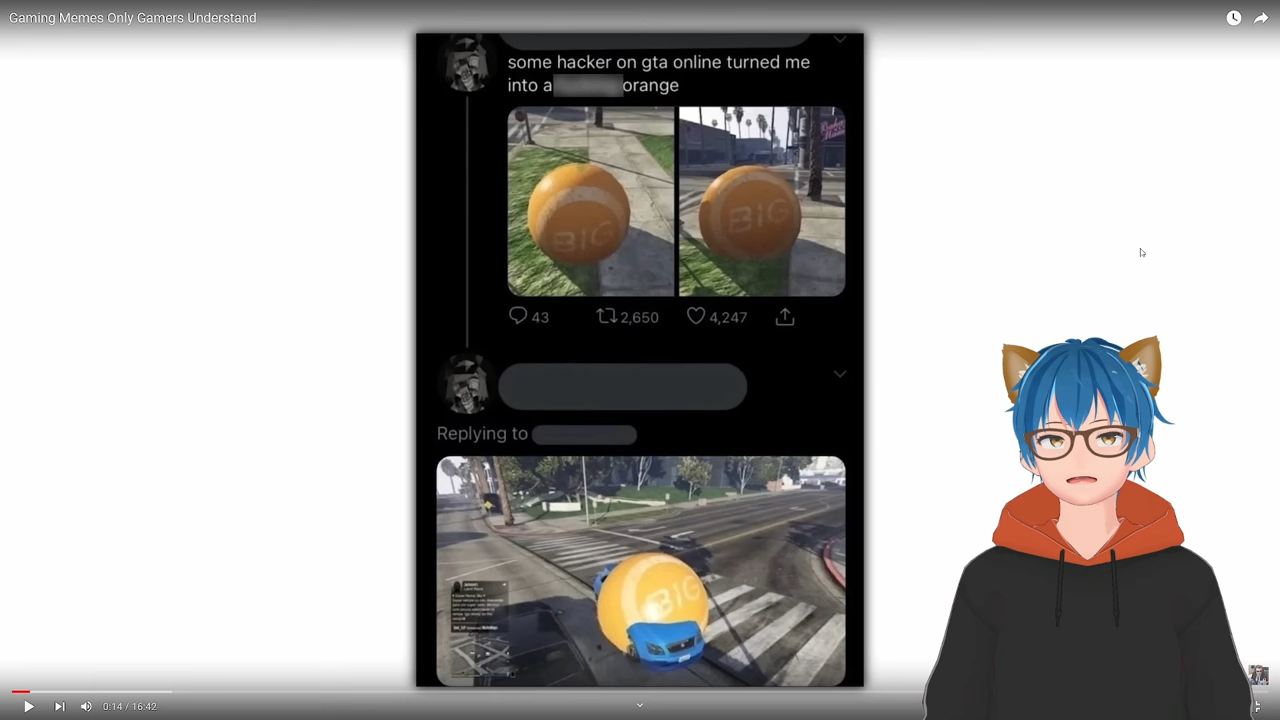 Gaming Memes Only Gamers Understand
some hacker on gta online turned me
into a orange
BIG
BIG
43
2,650
4,247
Replying to
BIG
0:14 / 16:42